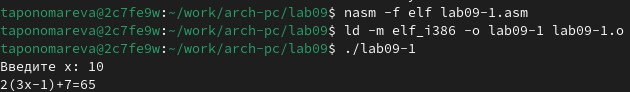 taponomareva@2c7fe9w:~/work/arch-pc/lab09$ nasm -f elf lab09-1.asm
taponomareva@2c7fe9w:~/work/arch-pc/lab09$ ld -m elf_i386 -o lab09-1 lab09-1.o
taponomareva@2c7fe9w:~/work/arch-pc/lab09$ ./lab09-1
Введите x: 10
2(3x-1)+7=65